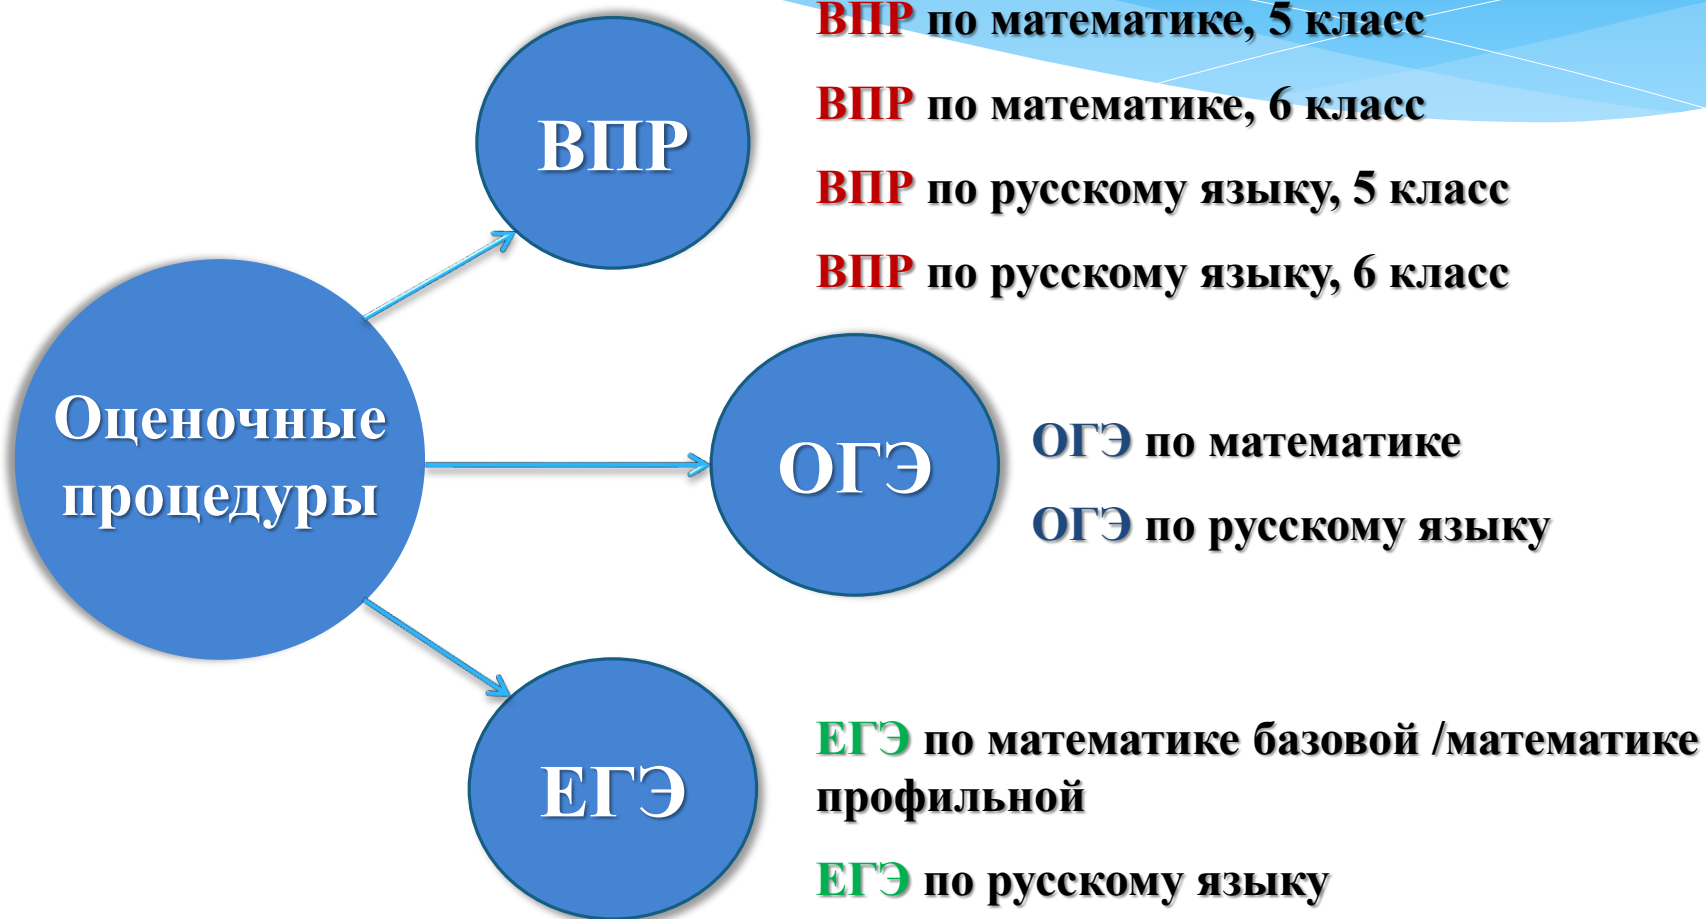 ВПР
ВПР по математике, 5 класс
ВПР по математике, 6 класс
ВПР по русскому языку, 5 класс
ВПР по русскому языку, 6 класс
Оценочные
процедуры
ОГЭ
ОГЭ по математике
ОГЭ по русскому языку
ЕГЭ
ЕГЭ по математике базовой /математике
профильной
ЕГЭ по русскому языку